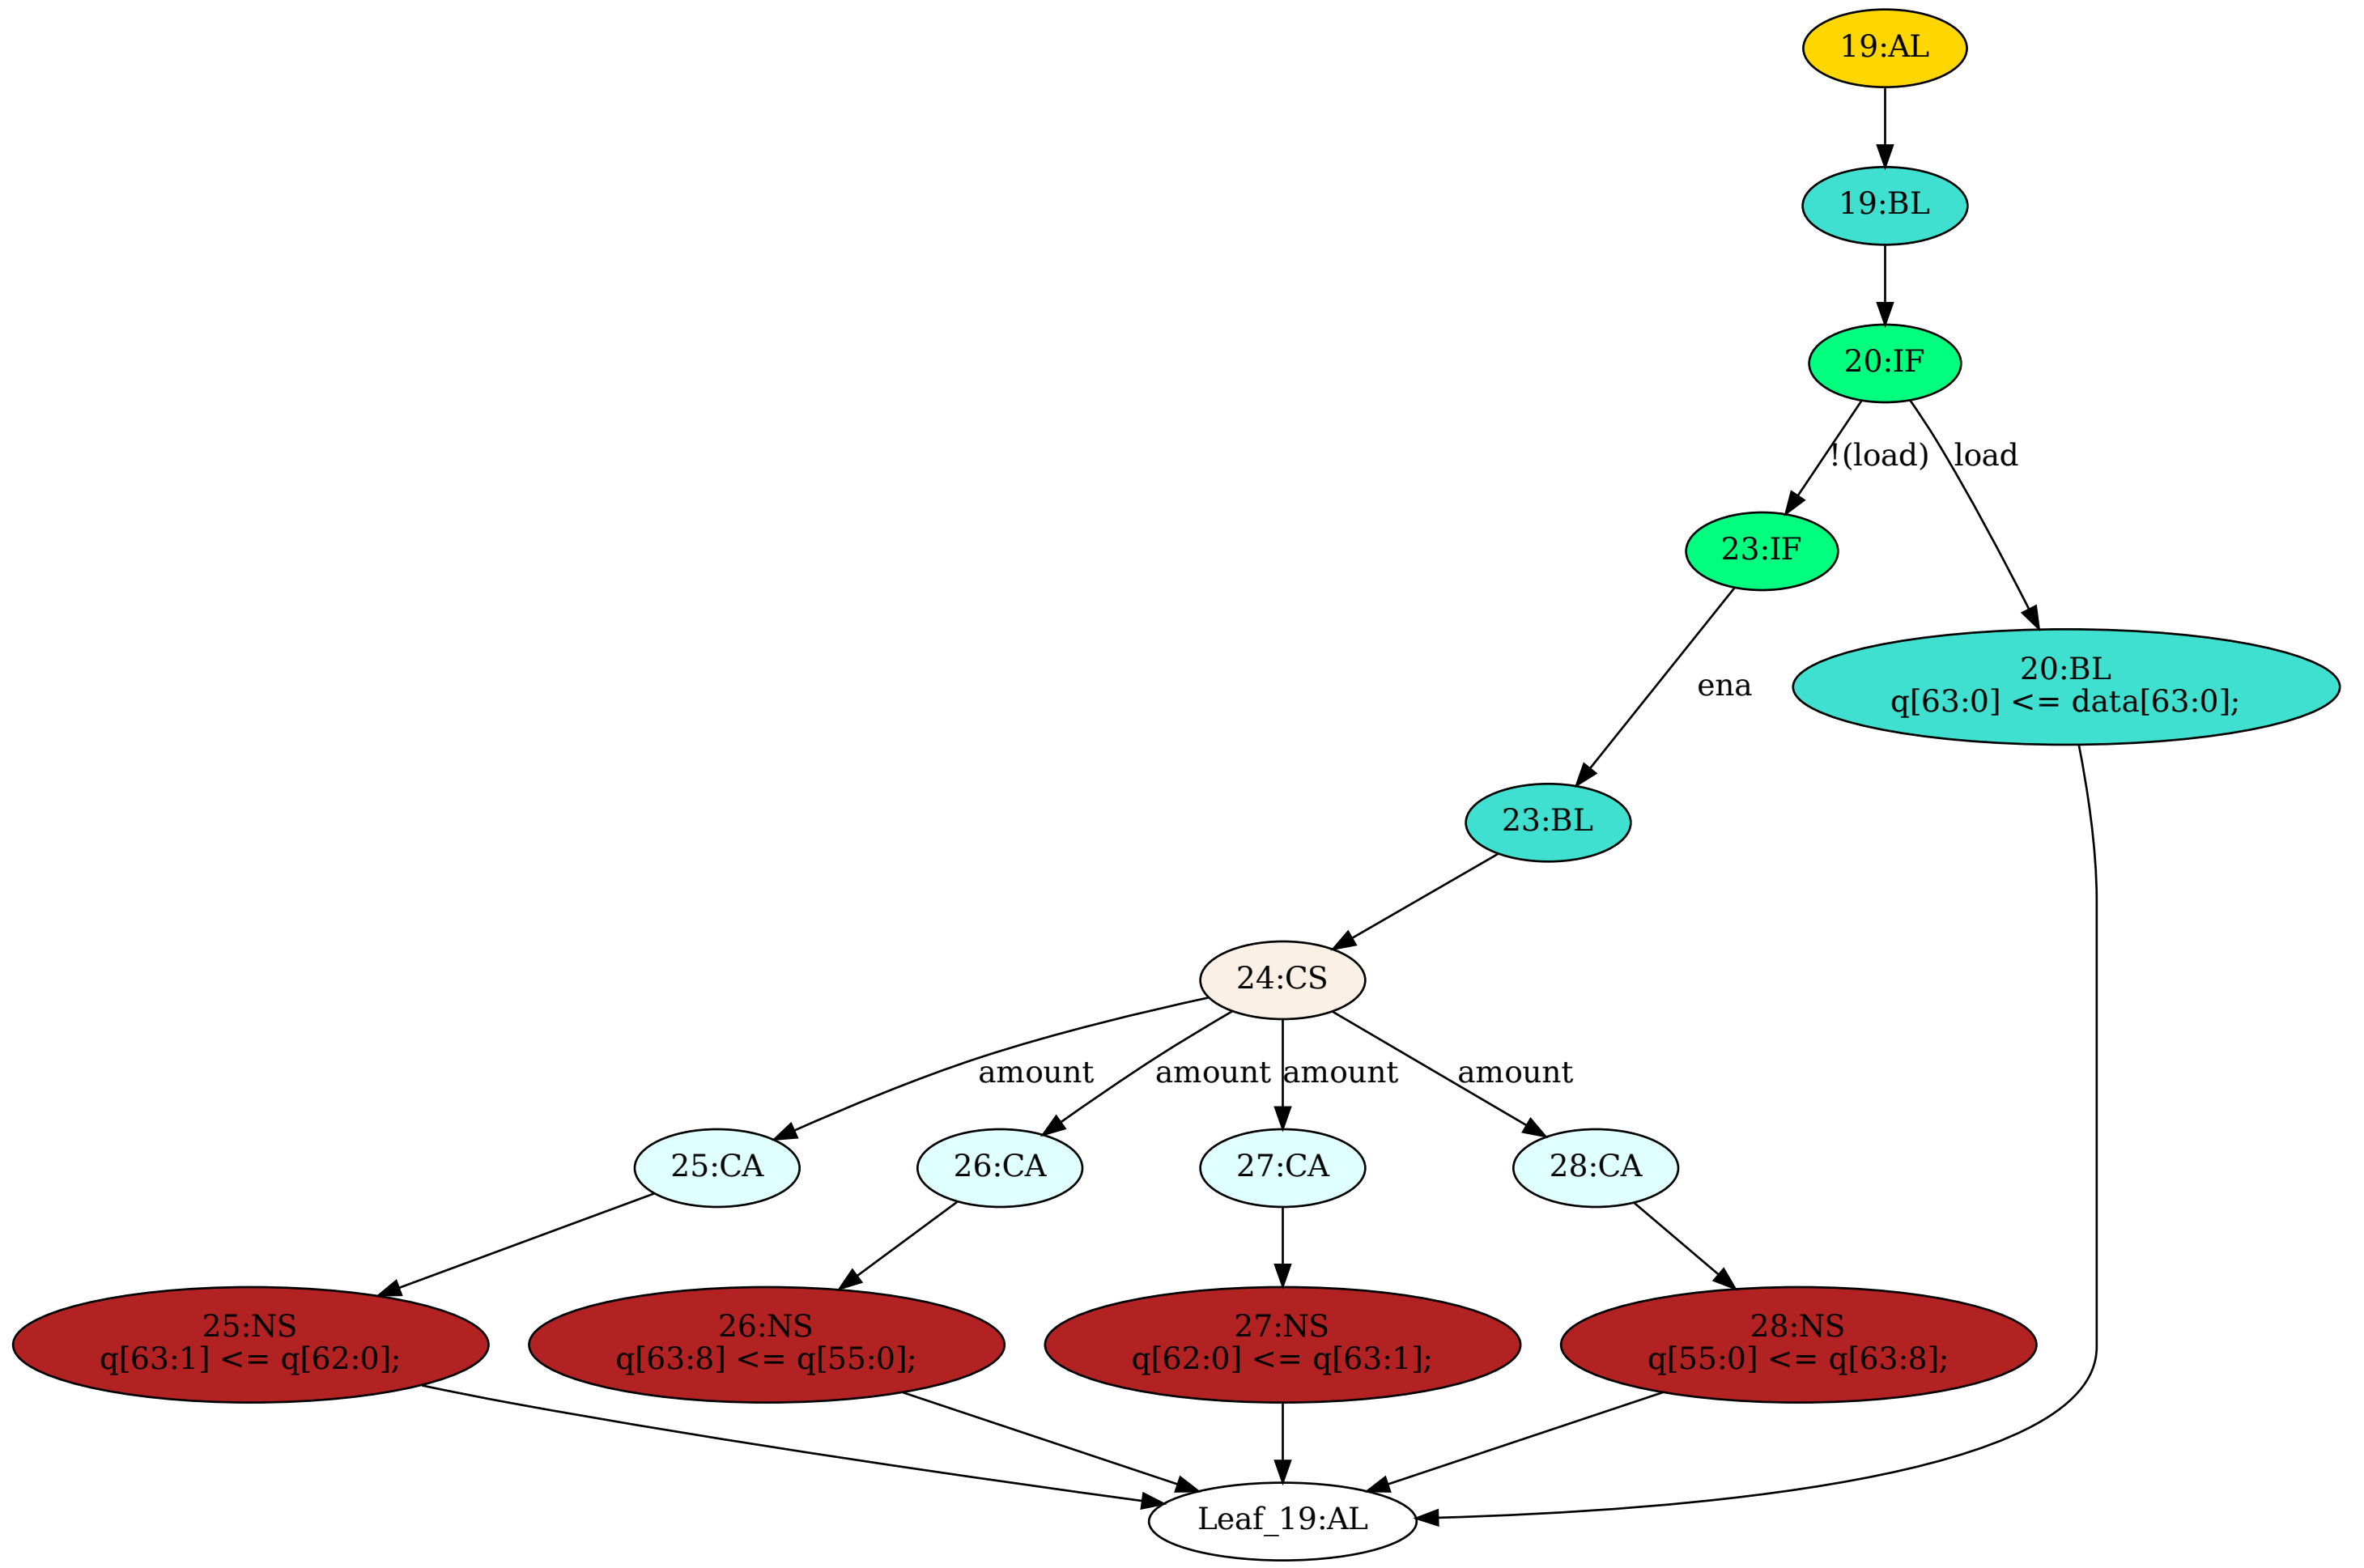 19:AL
19:BL
20:IF
!(load)
load
23:IF
20:BL
q[63:0] <= data[63:0];
ena
23:BL
24:CS
amount
amount
amount
amount
25:CA
26:CA
27:CA
28:CA
25:NS
q[63:1] <= q[62:0];
26:NS
q[63:8] <= q[55:0];
27:NS
q[62:0] <= q[63:1];
28:NS
q[55:0] <= q[63:8];
Leaf_19:AL